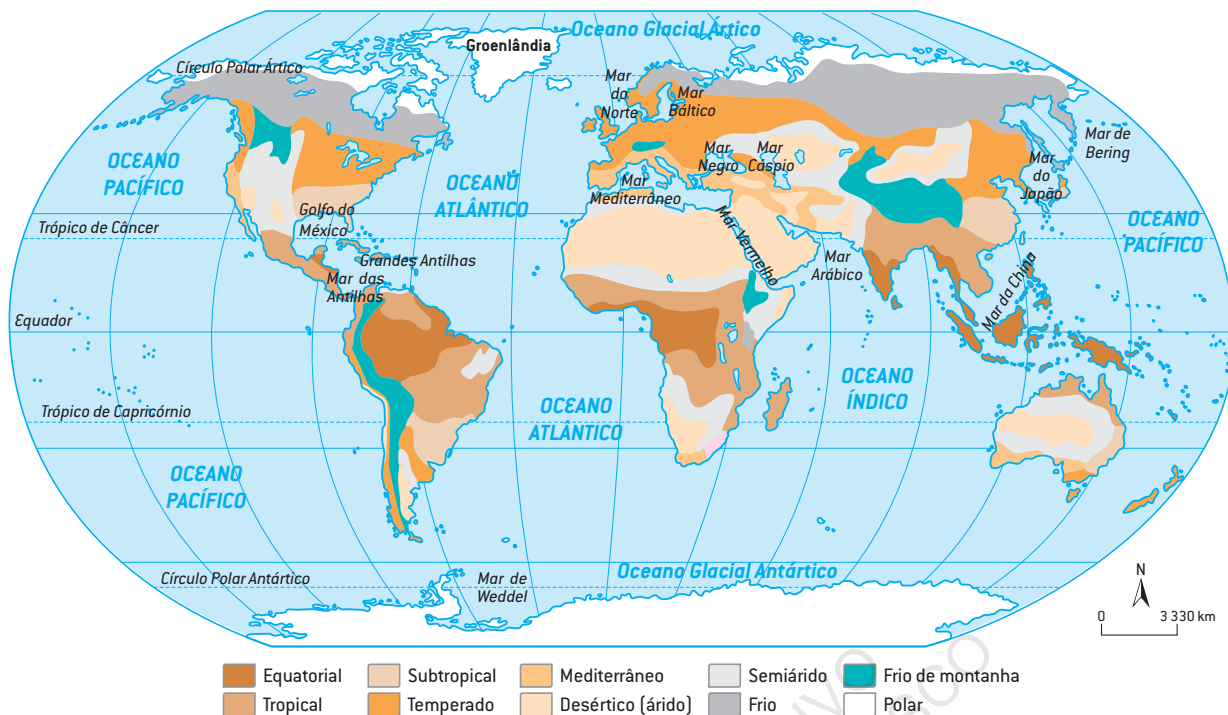 Oceano Glacial Ártico
Groenlândia
Círculo Polar Ártico
Mar
do
Norte
Mar
Báltico
Mar de
Bering
OCEANO
PACÍFICO
OCEANO
ATLÂNTICO
Mar
Negro
Mar
Cáspio
Mar
do
Japão
Mar
Mediterrâneo
Golfo do
México
Trópico de Câncer
OCEANO
PACÍFICO
Mar Vermelho
Mar
Arábico
Grandes Antilhas
Mar das
Antilhas
Mar da China
Equador
OCEANO
ÍNDICO
Trópico de Capricórnio
OCEANO
ATLÂNTICO
OCEANO
PACÍFICO
Círculo Polar Antártico
Mar de
Weddel
Oceano Glacial Antártico
N
0 3 330 km
Equatorial
Subtropical
Mediterrâneo
Semiárido
Frio de montanha
Tropical
Temperado
Desértico (árido)
Frio
Polar